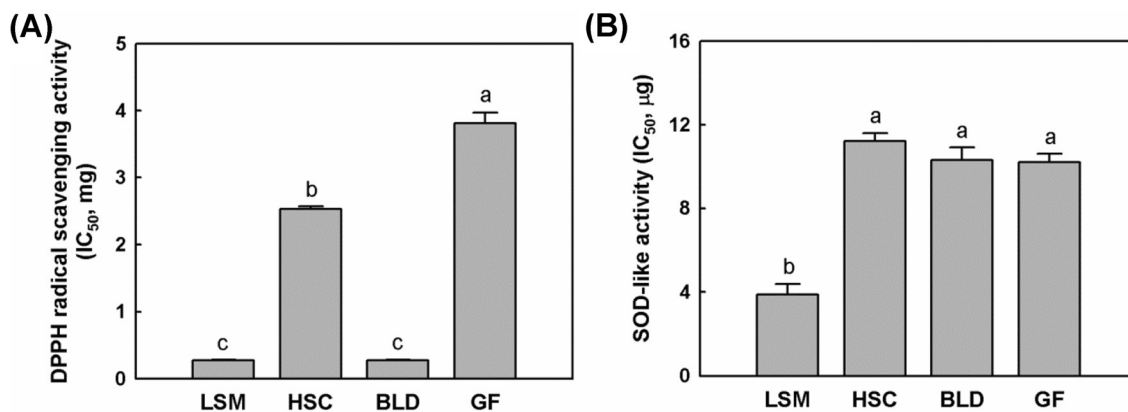 (A)
DPPH radical scavenging activity
(IC50, mg)
5
4
3
2
1
0
c
b
c
a
LSM HSC BLD GF
(B)
SOD-like activity (IC50, μg)
16
12
8
4
0
b
a
a
a
LSM HSC BLD GF